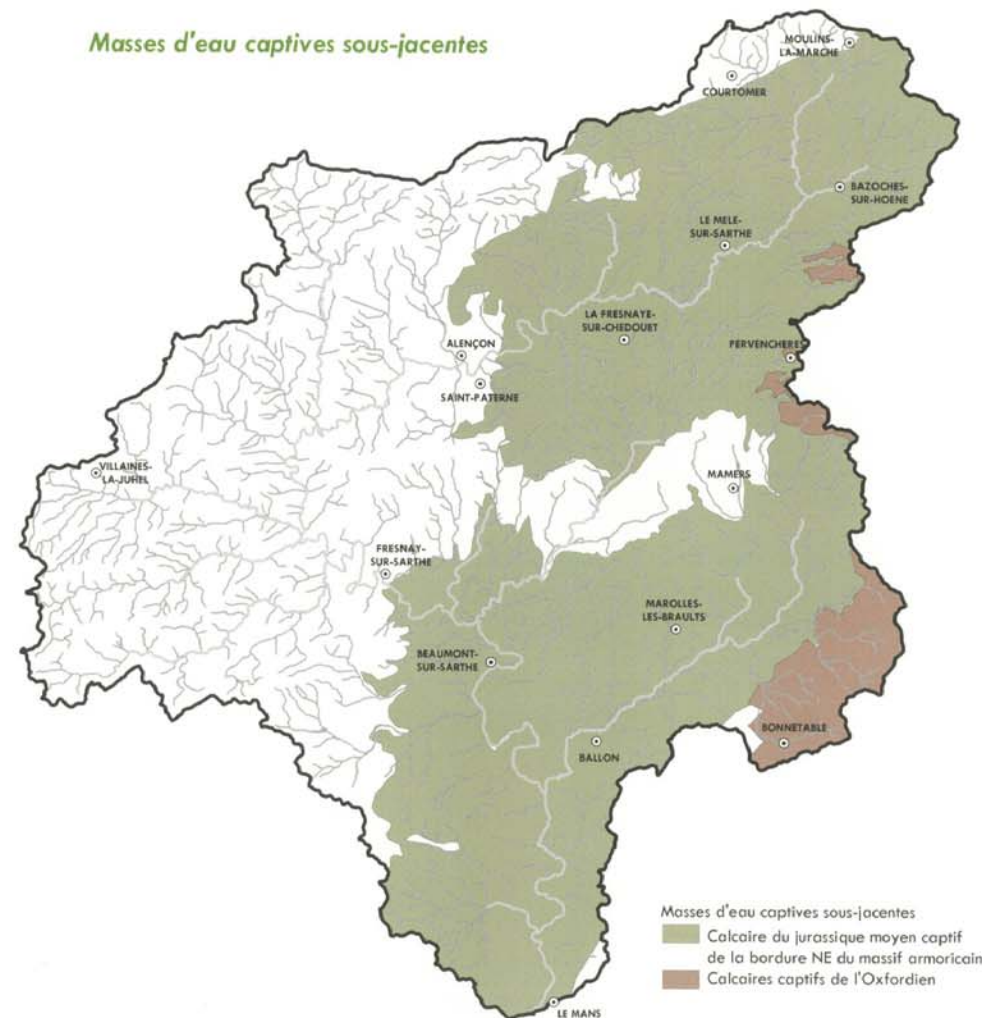 Masses d'eau captives sous-jacentes
MOULINS-
LA-MARCHE
COURTOMER
BAZOCHES-
SUR-HOENE
LE MELE-
SUR-SARTHE
LA FRESNAYE-
SUR-CHEDOUET
ALENÇON
PERVENCHERES
SAINT-PATERNE
VILLAINES-
LA-JUHEL
MAMERS
FRESNAY-
SUR-SARTHE
MAROLLES-
LES-BRAULTS
BEAUMONT-
SUR-SARTHE
BONNETABLE
BALLON
LE MANS
Masses d'eau captives sous-jacentes
Calcaire du jurassique moyen captif
de la bordure NE du massif armoricain
Calcaires captifs de l'Oxfordien